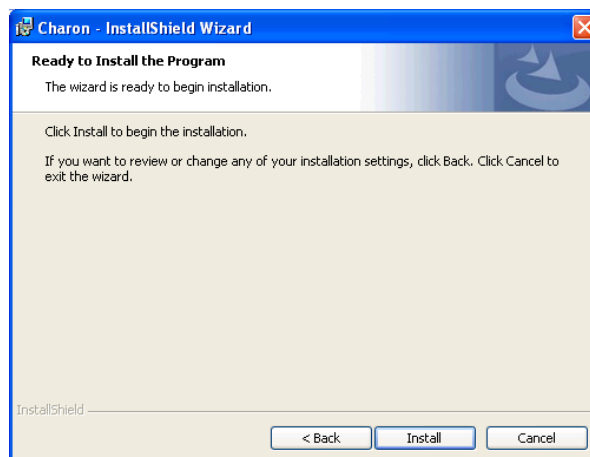 Charon - InstallShield Wizard
Ready to Install the Program
The wizard is ready to begin installation.
Click Install to begin the installation.
If you want to review or change any of your installation settings, click Back. Click Cancel to
exit the wizard.
InstallShield
< Back Install Cancel